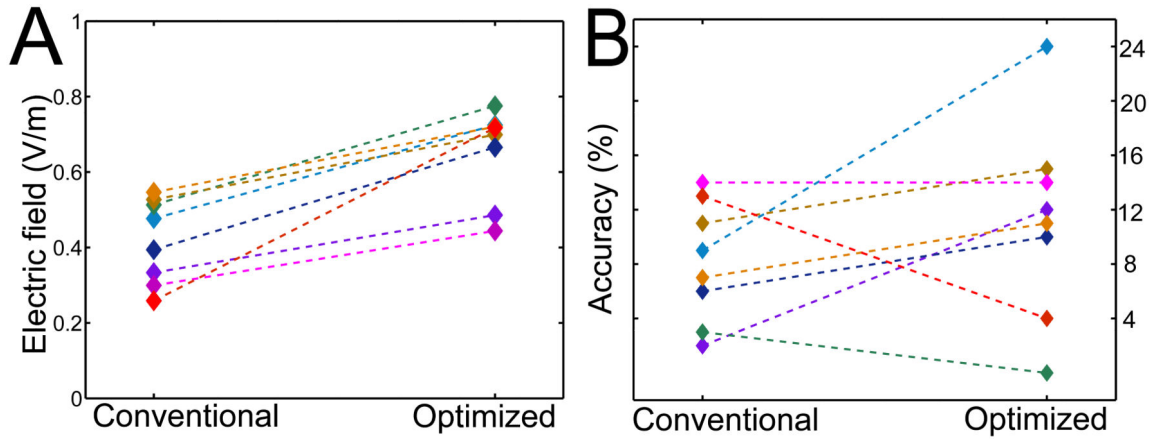 A
Electric field (V/m)
1
0.8
0.6
0.4
0.2
0
Conventional
Optimized
B
Accuracy (%)
24
20
16
12
8
4
Conventional
Optimized